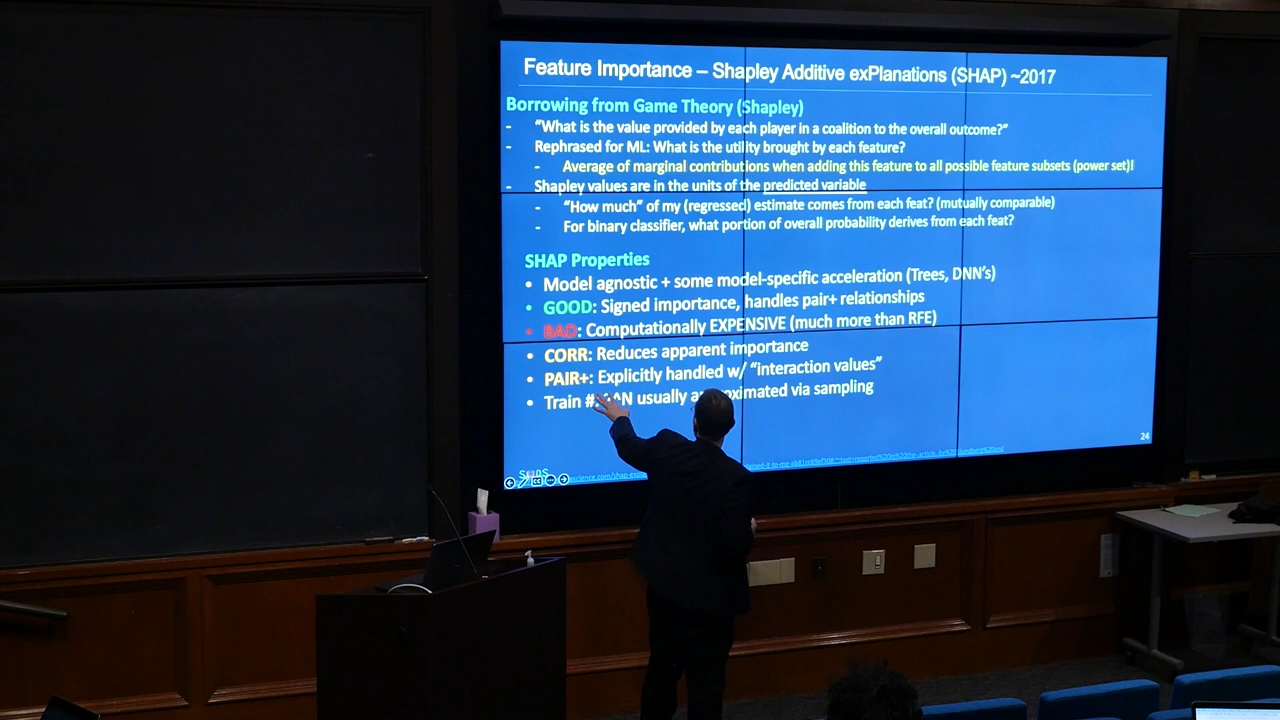 Feature Importance – Shapley Additive exPlanations (SHAP) ~2017
Borrowing from Game Theory (Shapley)
- "What is the value provided by each player in a coalition to the overall outcome?"
- Rephrased for ML: What is the utility brought by each feature?
- Average of marginal contributions when adding this feature to all possible feature subsets (power set)!
- Shapley values are in the units of the predicted variable
- "How much" of my (regressed) estimate comes from each feat? (mutually comparable)
- For binary classifier, what portion of overall probability derives from each feat?
SHAP Properties
• Model agnostic + some model-specific acceleration (Trees, DNN's)
• GOOD: Signed importance, handles pair+ relationships
• BAD: Computationally EXPENSIVE (much more than RFE)
• CORR: Reduces apparent importance
• PAIR+: Explicitly handled w/ "interaction values"
• Train usually via sampling
24